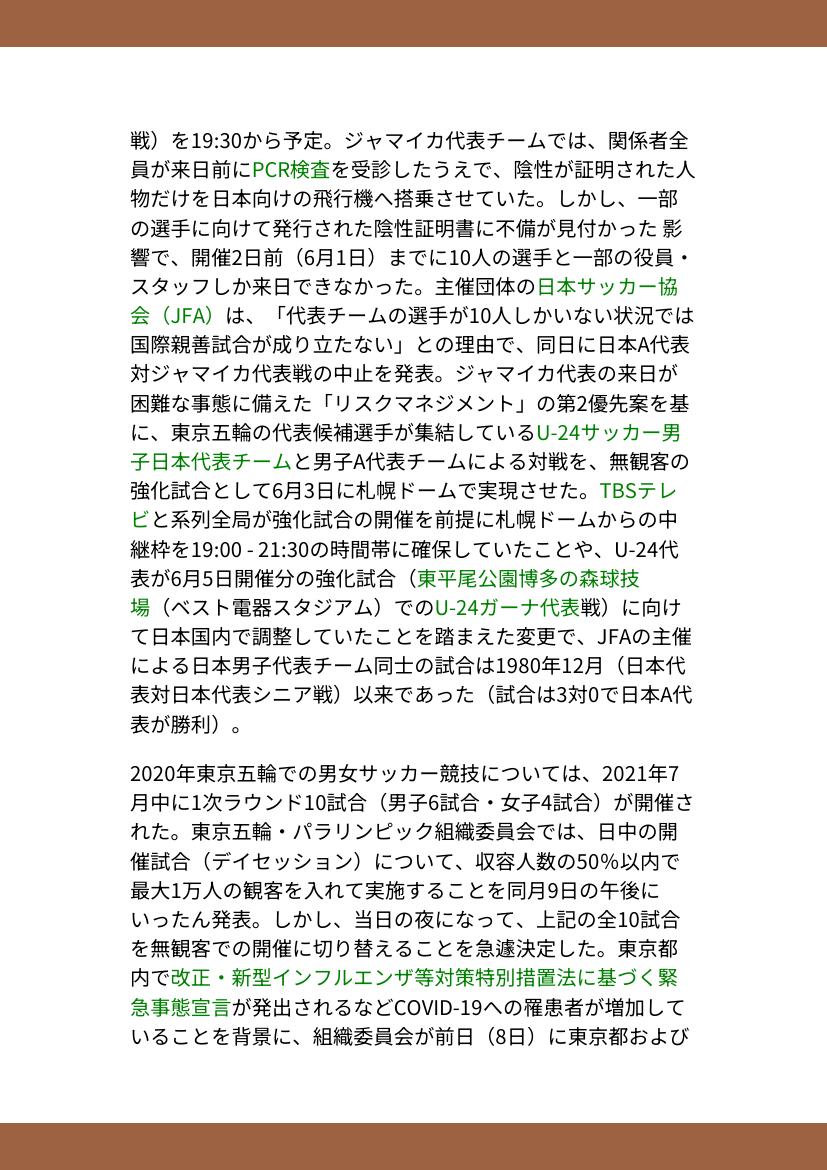 戦）を19:30から予定。ジャマイカ代表チームでは、関係者全
員が来日前にPCR検査を受診したうえで、陰性が証明された人
物だけを日本向けの飛行機へ搭乗させていた。しかし、一部
の選手に向けて発行された陰性証明書に不備が見付かった 影
響で、開催2日前（6月1日）までに10人の選手と一部の役員・
スタッフしか来日できなかった。主催団体の日本サッカー協
会（JFA）は、「代表チームの選手が10人しかいない状況では
国際親善試合が成り立たない」との理由で、同日に日本A代表
対ジャマイカ代表戦の中止を発表。ジャマイカ代表の来日が
困難な事態に備えた「リスクマネジメント」の第2優先案を基
に、東京五輪の代表候補選手が集結しているU-24サッカー男
子日本代表チームと男子A代表チームによる対戦を、無観客の
強化試合として6月3日に札幌ドームで実現させた。TBSテレ
ビと系列全局が強化試合の開催を前提に札幌ドームからの中
継枠を19:00 - 21:30の時間帯に確保していたことや、U-24代
表が6月5日開催分の強化試合（東平尾公園博多の森球技
場（ベスト電器スタジアム）でのU-24ガーナ代表戦）に向け
て日本国内で調整していたことを踏まえた変更で、JFAの主催
による日本男子代表チーム同士の試合は1980年12月（日本代
表対日本代表シニア戦）以来であった（試合は3対0で日本A代
表が勝利）。
2020年東京五輪での男女サッカー競技については、2021年7
月中に1次ラウンド10試合（男子6試合・女子4試合）が開催さ
れた。東京五輪・パラリンピック組織委員会では、日中の開
催試合（デイセッション）について、収容人数の50%以内で
最大1万人の観客を入れて実施することを同月9日の午後に
いったん発表。しかし、当日の夜になって、上記の全10試合
を無観客での開催に切り替えることを急遽決定した。東京都
内で改正・新型インフルエンザ等対策特別措置法に基づく緊
急事態宣言が発出されるなどCOVID-19への罹患者が増加して
いることを背景に、組織委員会が前日（8日）に東京都および